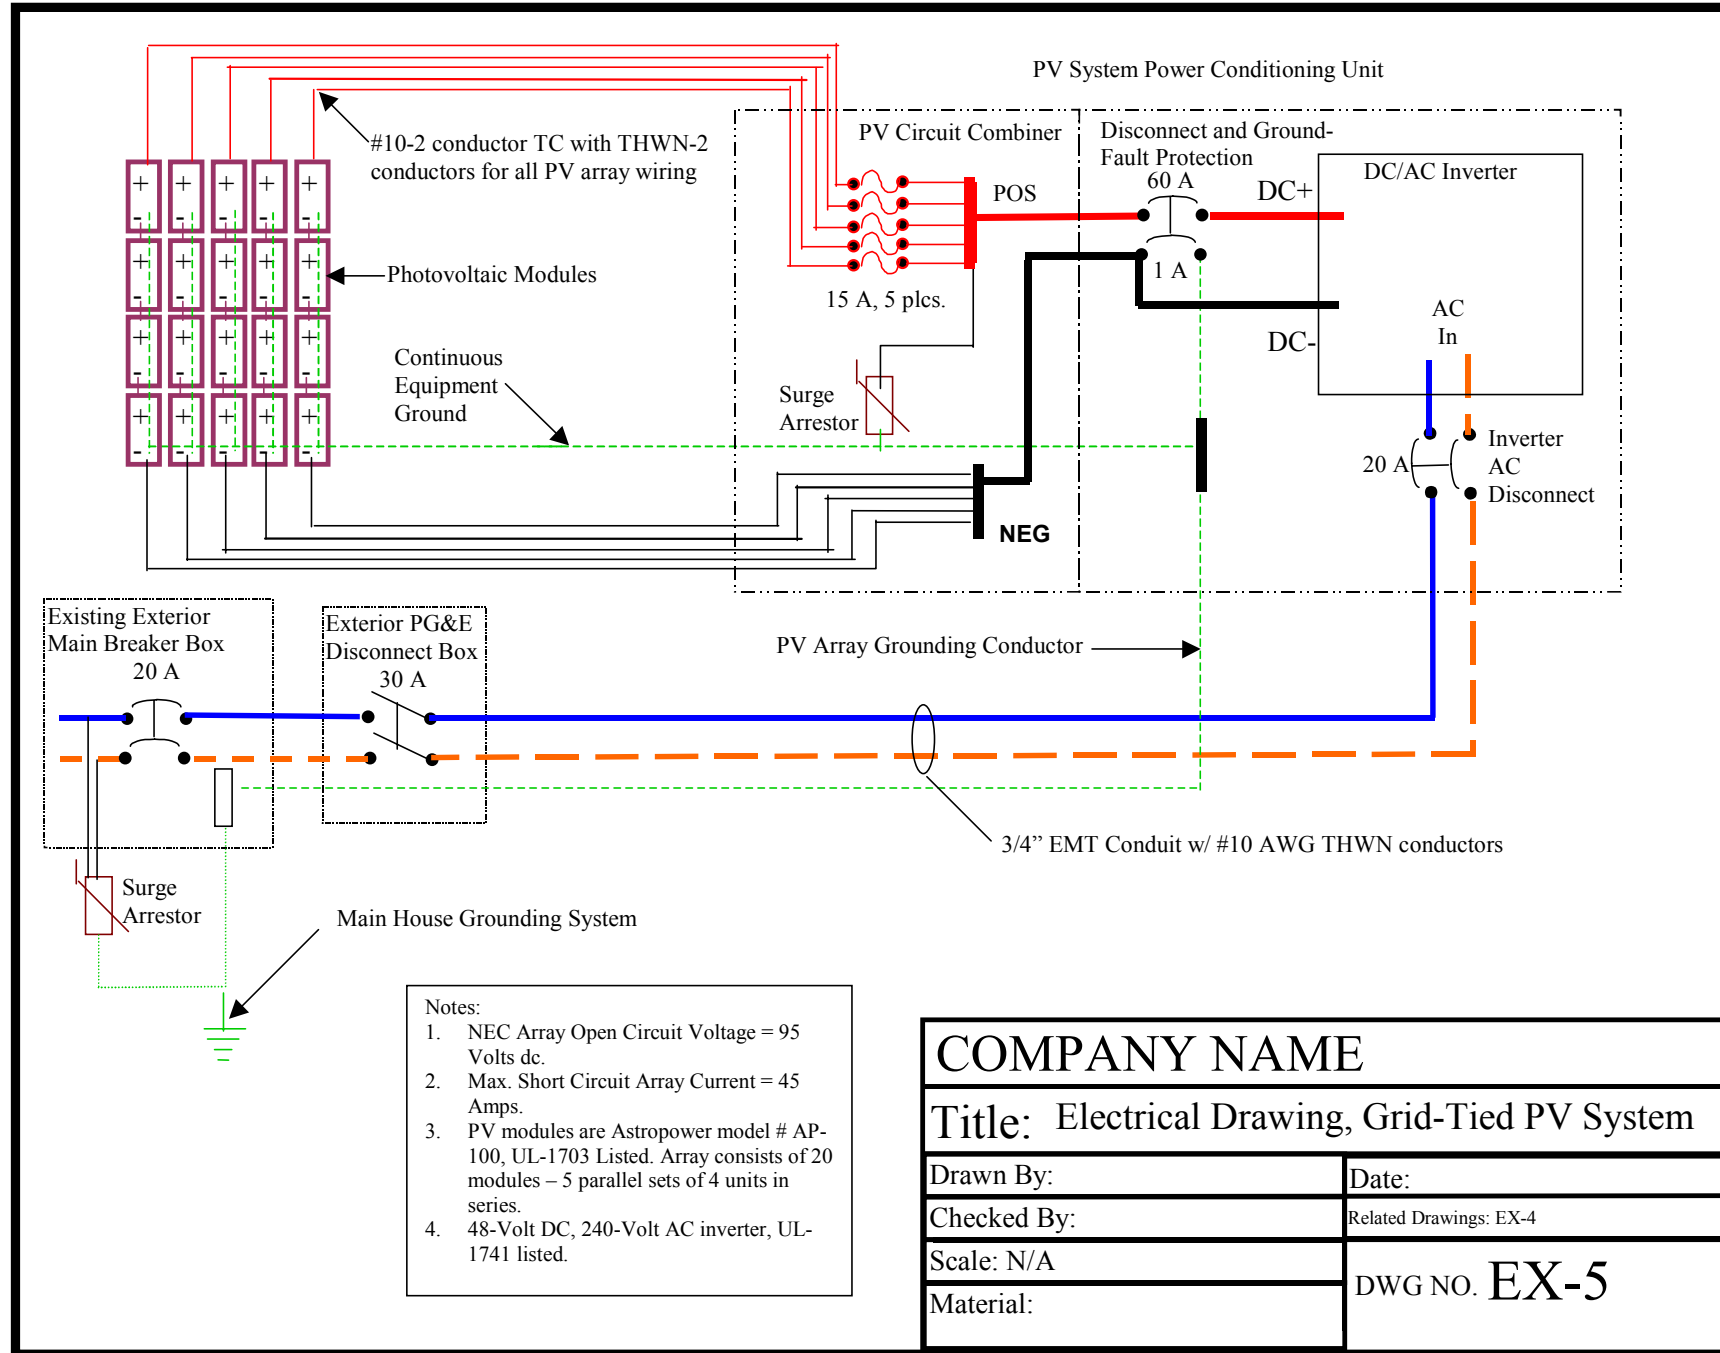 PV System Power Conditioning Unit
#10-2 conductor TC with THWN-2
conductors for all PV array wiring
PV Circuit Combiner
Disconnect and Ground-
Fault Protection
60 A
DC/AC Inverter
POS
DC+
+ + + + +
- - - - -
+ + + + +
- - - - -
+ + + + +
- - - - -
+ + + + +
- - - - -
Photovoltaic Modules
15 A, 5 plcs.
1 A
DC-
AC
In
Continuous
Equipment
Ground
Surge
Arrestor
20 A
Inverter
AC
Disconnect
NEG
Existing Exterior
Main Breaker Box
20 A
Exterior PG&E
Disconnect Box
30 A
PV Array Grounding Conductor
3/4” EMT Conduit w/ #10 AWG THWN conductors
Surge
Arrestor
Main House Grounding System
Notes:
1. NEC Array Open Circuit Voltage = 95
Volts dc.
2. Max. Short Circuit Array Current = 45
Amps.
3. PV modules are Astropower model # AP-
100, UL-1703 Listed. Array consists of 20
modules – 5 parallel sets of 4 units in
series.
4. 48-Volt DC, 240-Volt AC inverter, UL-
1741 listed.
COMPANY NAME
Title: Electrical Drawing, Grid-Tied PV System
Drawn By:
Date:
Checked By:
Related Drawings: EX-4
Scale: N/A
DWG NO. EX-5
Material: